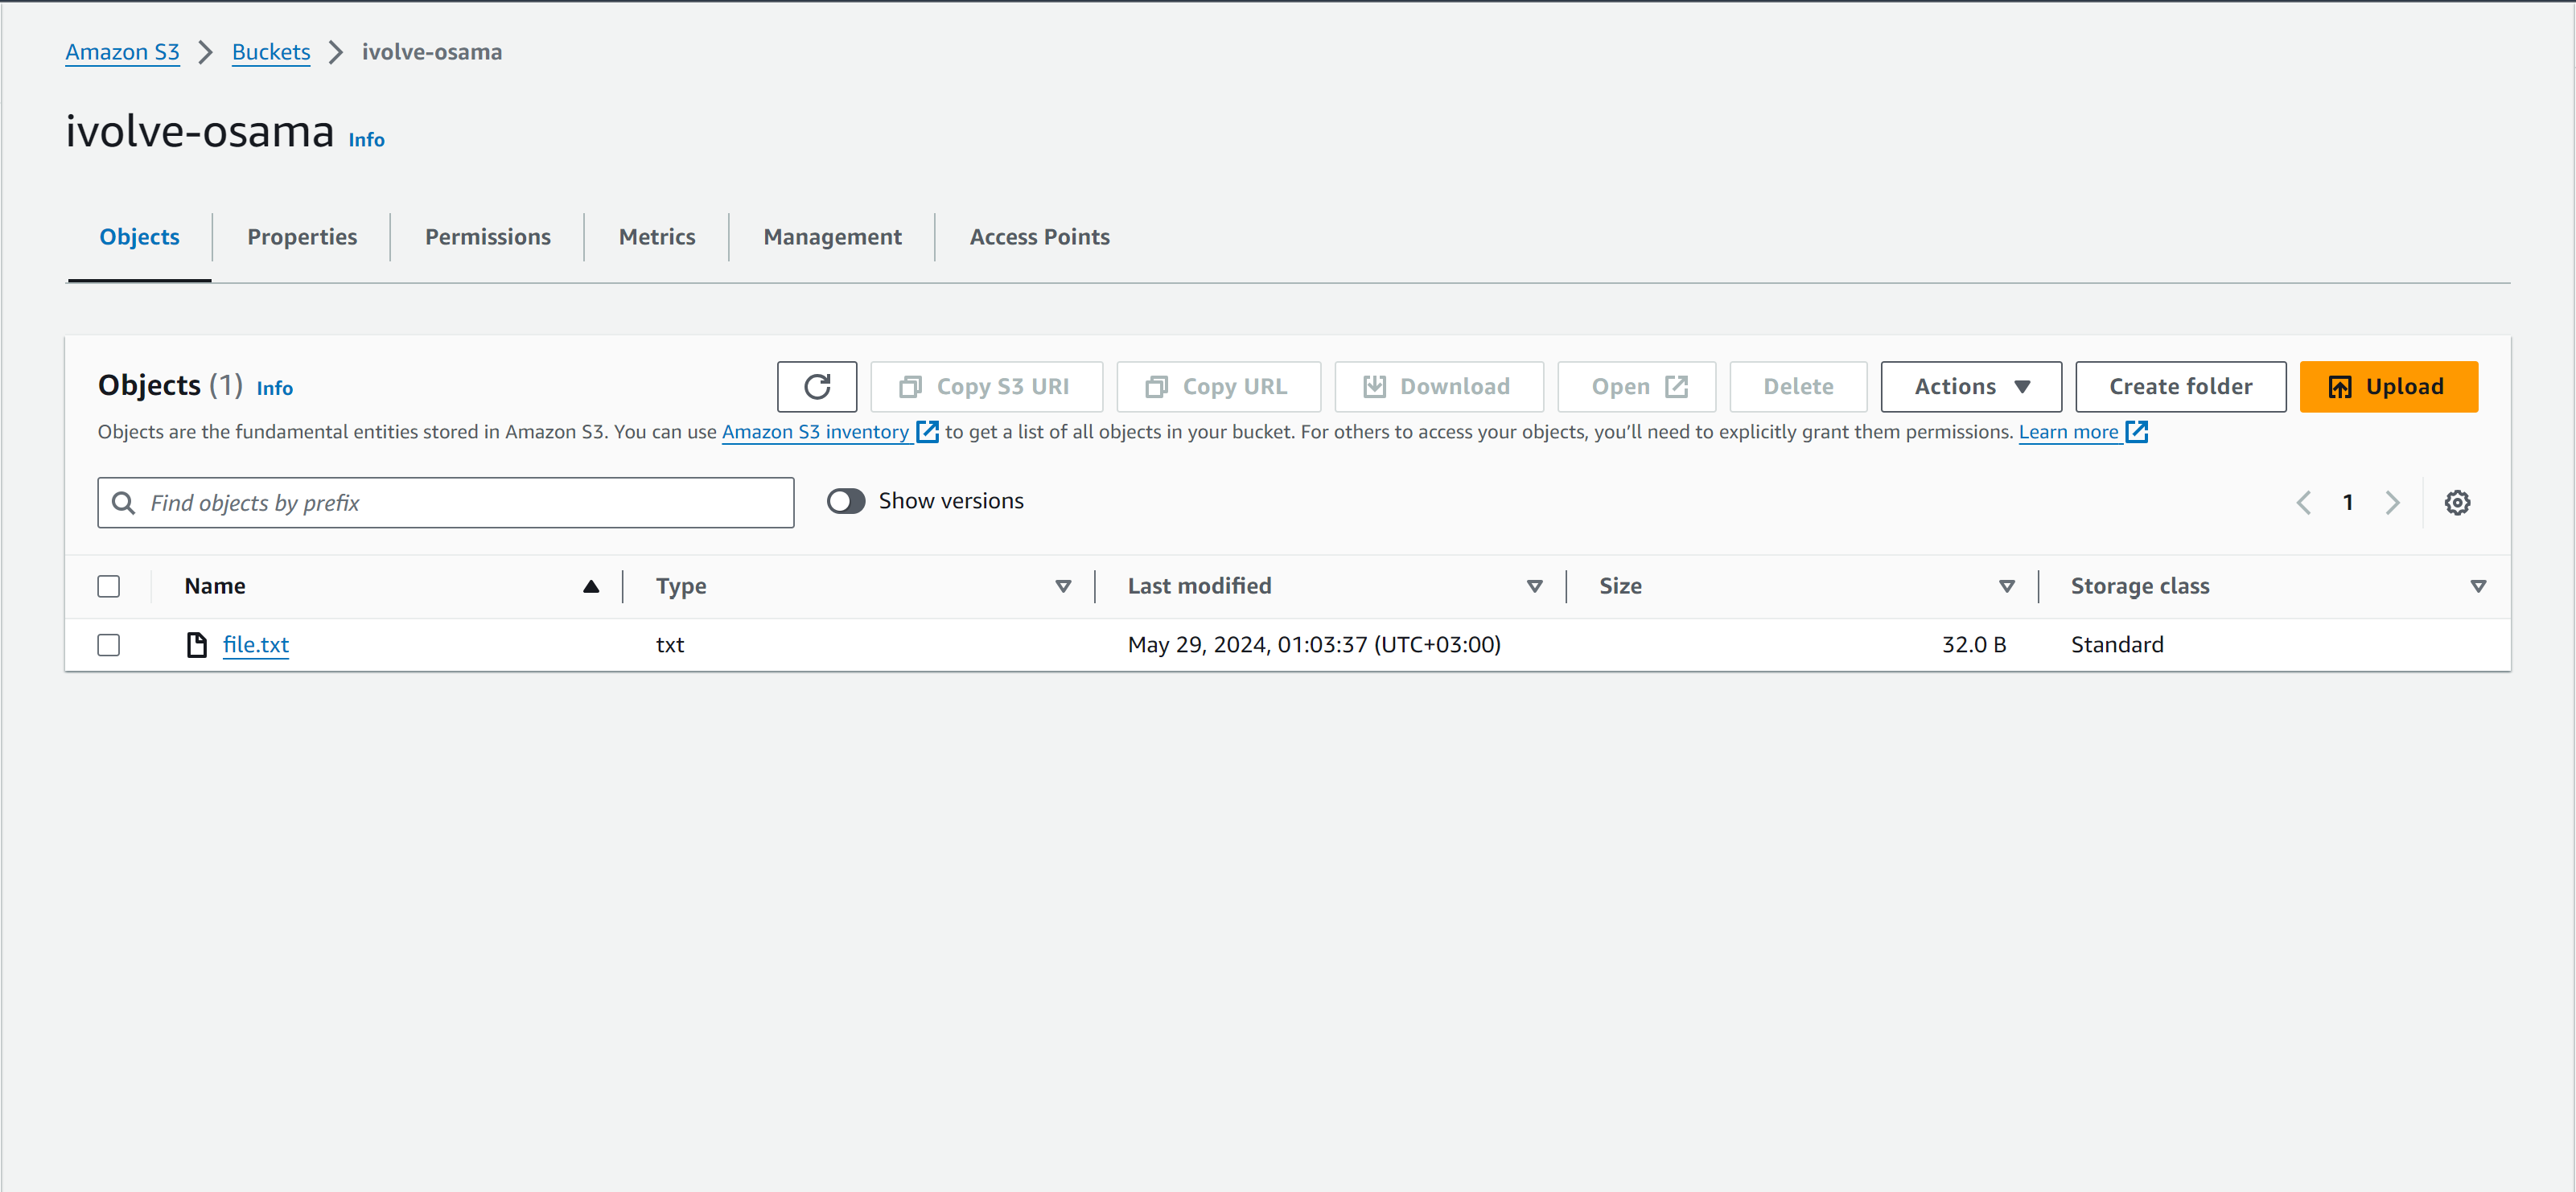 Amazon S3 Buckets ivolve-osama
ivolve-osama Info
Objects Properties Permissions Metrics Management Access Points
Objects (1) Info Copy S3 URI Copy URL Download Open Delete Actions Create folder Upload
Objects are the fundamental entities stored in Amazon S3. You can use Amazon S3 inventory to get a list of all objects in your bucket. For others to access your objects, you’ll need to explicitly grant them permissions. Learn more
Find objects by prefix Show versions 1
Name Type Last modified Size Storage class
file.txt txt May 29, 2024, 01:03:37 (UTC+03:00) 32.0 B Standard